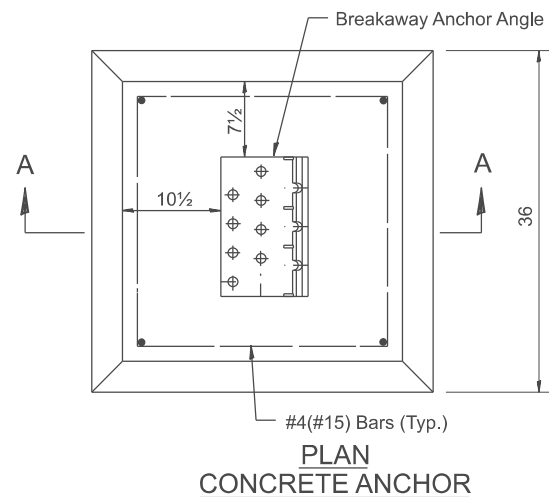 Breakaway Anchor Angle
7½
A
A
10½
36
#4(#15) Bars (Typ.)
PLAN
CONCRETE ANCHOR